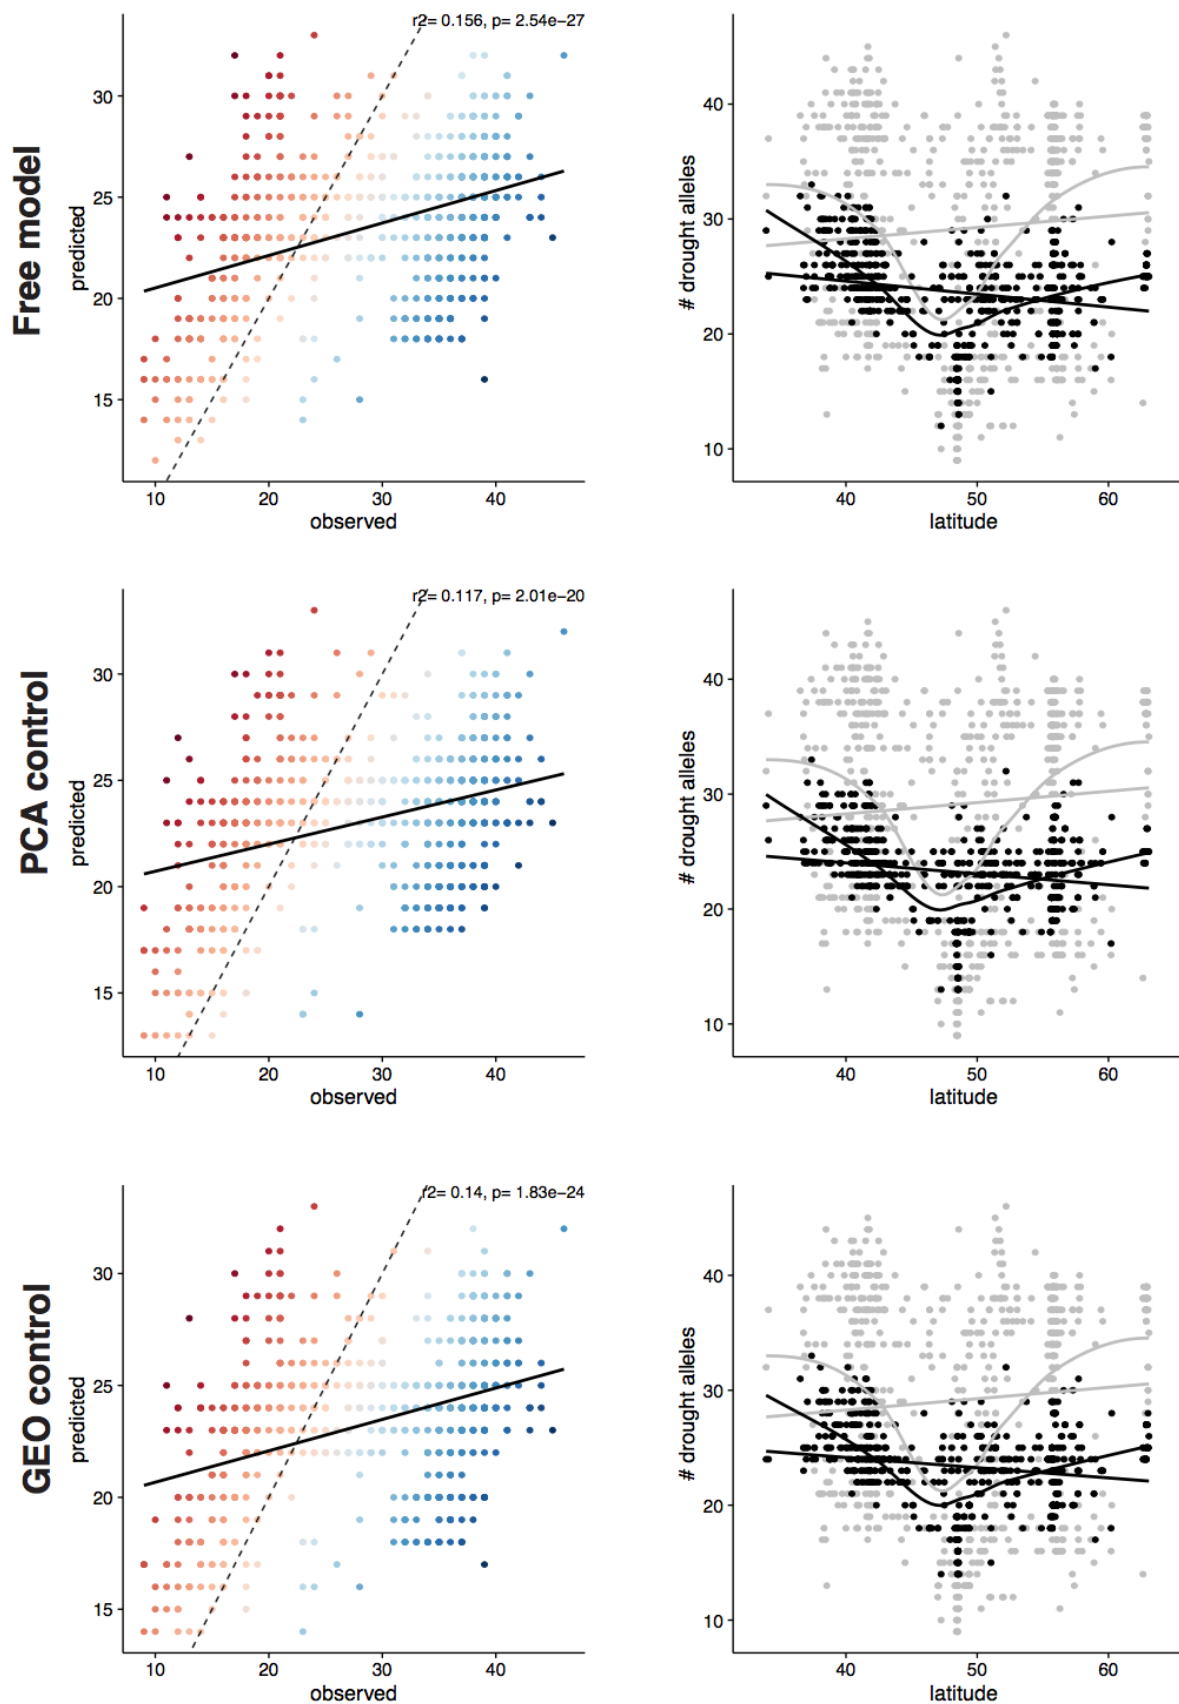 Free model
r2= 0.156, p= 2.54e−27
predicted
30
25
20
15
10 20 30 40
observed
# drought alleles
40
30
20
10
40 50 60
latitude
PCA control
r2= 0.117, p= 2.01e−20
predicted
30
25
20
15
10 20 30 40
observed
# drought alleles
40
30
20
10
40 50 60
latitude
GEO control
r2= 0.14, p= 1.83e−24
predicted
30
25
20
15
10 20 30 40
observed
# drought alleles
40
30
20
10
40 50 60
latitude